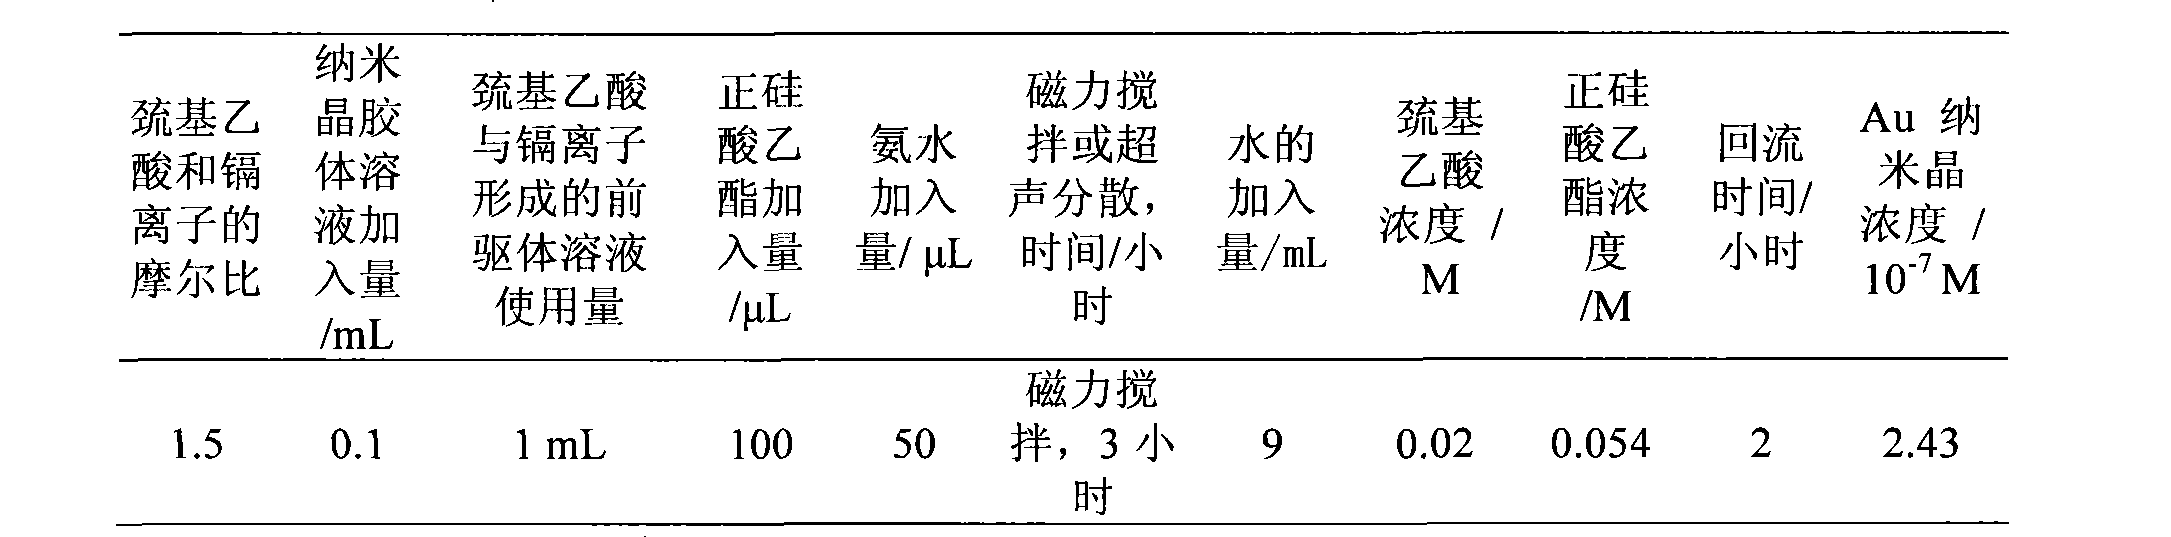 巯基乙
酸和镉
离子的
摩尔比
纳米
晶胶
体溶
液加
入量
/mL
巯基乙酸
与镉离子
形成的前
驱体溶液
使用量
正硅
酸乙
酯加
入量
/μL
氨水
加入
量/ μL
磁力搅
拌或超
声分散，
时间/小
时
水的
加入
量/mL
巯基
乙酸
浓度 /
M
正硅
酸乙
酯浓
度
/M
回流
时间/
小时
Au 纳
米晶
浓度 /
10⁻⁷ M
1.5
0.1
1 mL
100
50
磁力搅
拌，3 小
时
9
0.02
0.054
2
2.43